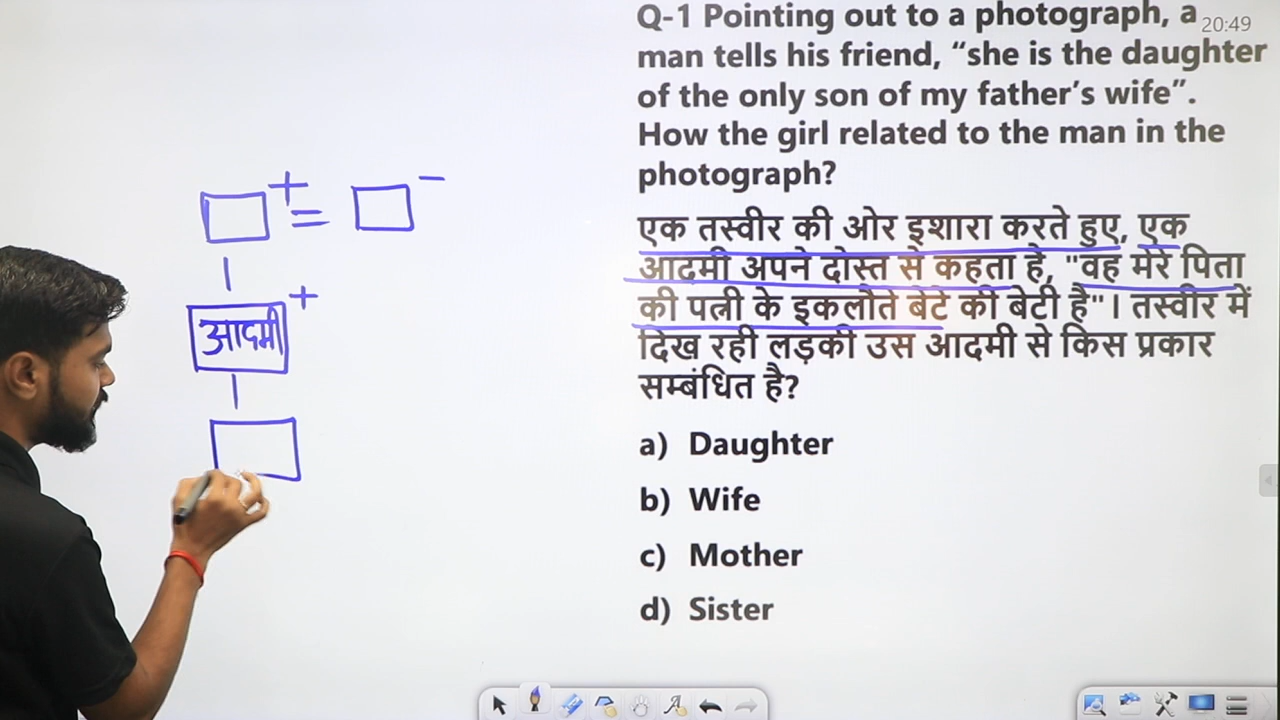 Q-1 Pointing out to a photograph, a
20:49
man tells his friend, “she is the daughter
of the only son of my father’s wife”.
How the girl related to the man in the
photograph?
एक तस्वीर की ओर इशारा करते हुए, एक
आदमी अपने दोस्त से कहता है, "वह मेरे पिता
की पत्नी के इकलौते बेटे की बेटी है"। तस्वीर में
दिख रही लड़की उस आदमी से किस प्रकार
सम्बंधित है?
a) Daughter
b) Wife
c) Mother
d) Sister
+ = −
आदमी +